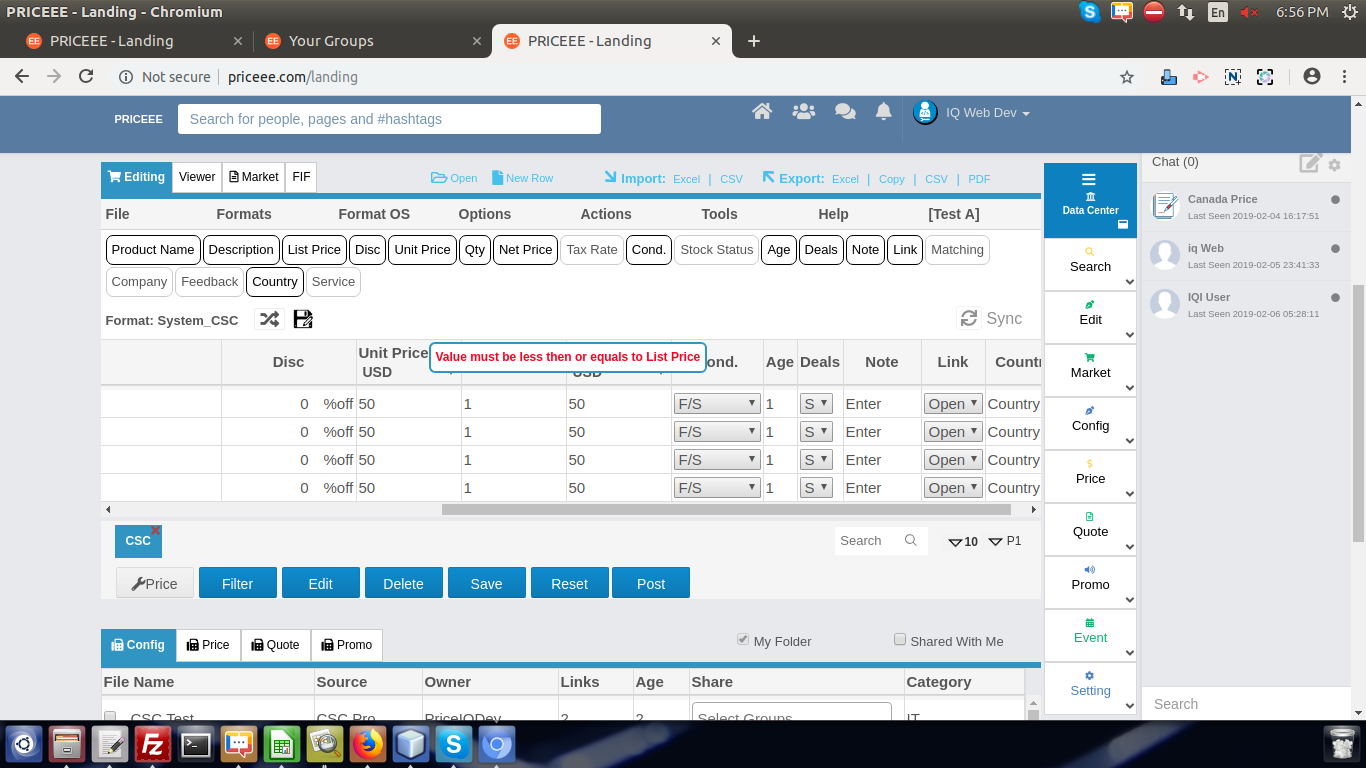 PRICEEE - Landing - Chromium
En
6:56 PM
EE PRICEEE - Landing
EE Your Groups
EE PRICEEE - Landing
Not secure | priceee.com/landing
PRICEEE
Search for people, pages and #hashtags
IQ Web Dev
Editing Viewer Market FIF
Open New Row
Import: Excel | CSV
Export: Excel | Copy | CSV | PDF
File Formats Format OS Options Actions Tools Help [Test A]
Product Name Description List Price Disc Unit Price Qty Net Price Tax Rate Cond. Stock Status Age Deals Note Link Matching
Company Feedback Country Service
Format: System_CSC
Sync
Value must be less then or equals to List Price
Disc Unit Price USD USD ond. Age Deals Note Link Countr
0 %off 50 1 50 F/S 1 S Enter Open Country
0 %off 50 1 50 F/S 1 S Enter Open Country
0 %off 50 1 50 F/S 1 S Enter Open Country
0 %off 50 1 50 F/S 1 S Enter Open Country
CSC
Search
10 P1
Price Filter Edit Delete Save Reset Post
Config Price Quote Promo
My Folder
Shared With Me
File Name Source Owner Links Age Share Category
CSC Test CSC Pro PriceIQDev 2 2 Select Groups IT
Data Center
Search
Edit
Market
Config
Price
Quote
Promo
Event
Setting
Chat (0)
Canada Price
Last Seen 2019-02-04 16:17:51
iq Web
Last Seen 2019-02-05 23:41:33
IQI User
Last Seen 2019-02-06 05:28:11
Search